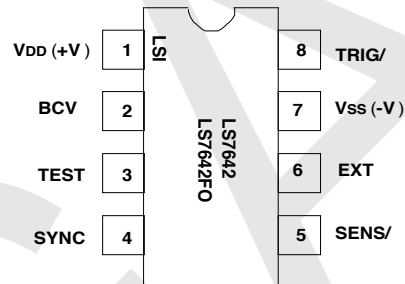 VDD (+V )
1
LSI
8
TRIG/
BCV
2
7
VSS (-V)
TEST
3
LS7642
LS7642FO
6
EXT
SYNC
4
5
SENS/